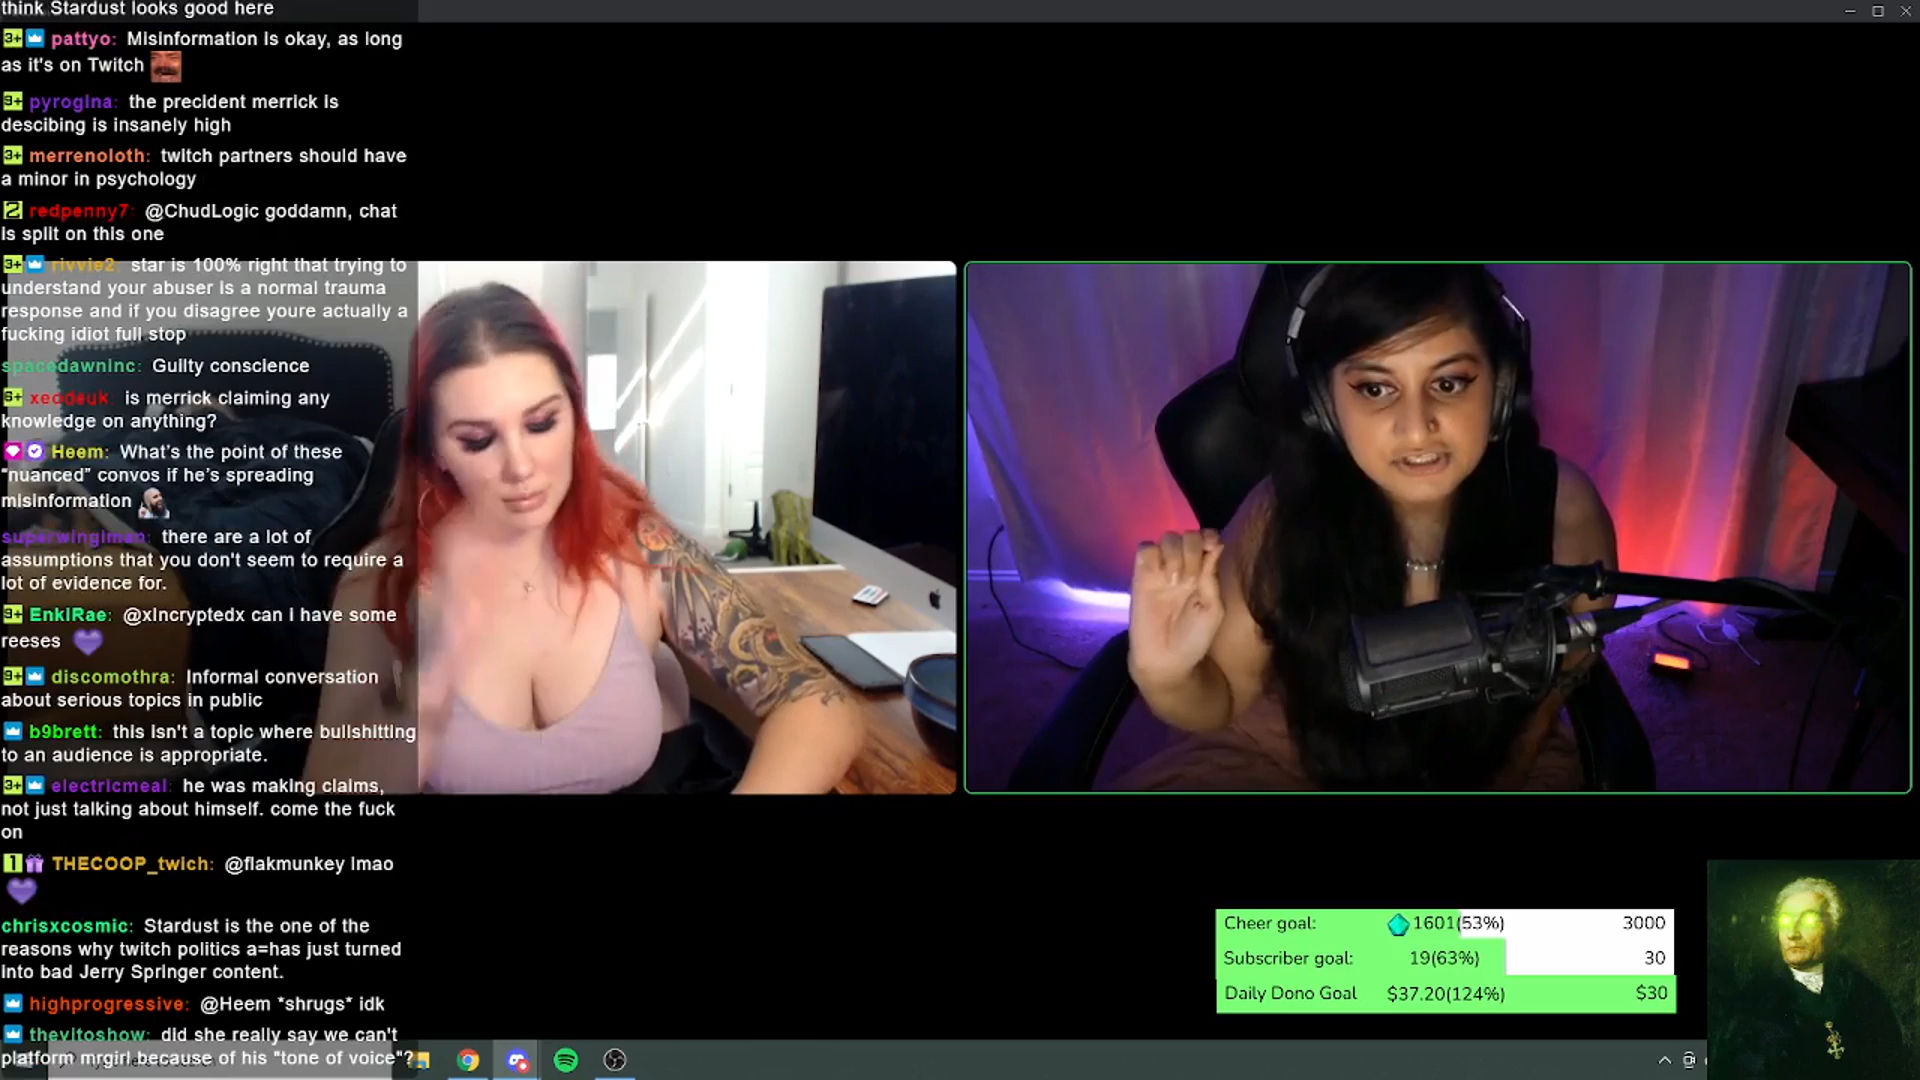 think Stardust looks good here
pattyo: Misinformation is okay, as long
as it's on Twitch
pyrogina: the precident merrick is
descibing is insanely high
merrenoloth: twitch partners should have
a minor in psychology
redpenny7: @ChudLogic goddamn, chat
is split on this one
rivvie2: star is 100% right that trying to
understand your abuser is a normal trauma
response and if you disagree youre actually a
fucking idiot full stop
spacedawninc: Guilty conscience
xeodeuk: is merrick claiming any
knowledge on anything?
Heem: What's the point of these
“nuanced” convos if he's spreading
misinformation
superwingiman: there are a lot of
assumptions that you don't seem to require a
lot of evidence for.
EnkiRae: @xIncryptedx can i have some
reeses
discomothra: Informal conversation
about serious topics in public
b9brett: this isn't a topic where bullshitting
to an audience is appropriate.
electricmeal: he was making claims,
not just talking about himself. come the fuck
on
THECOOP_twich: @flakmunkey lmao
chrisxcosmic: Stardust is the one of the
reasons why twitch politics a=has just turned
into bad Jerry Springer content.
highprogressive: @Heem *shrugs* idk
thevitoshow: did she really say we can't
platform mrgirl because of his "tone of voice"?
Cheer goal: 1601(53%) 3000
Subscriber goal: 19(63%) 30
Daily Dono Goal $37.20(124%) $30